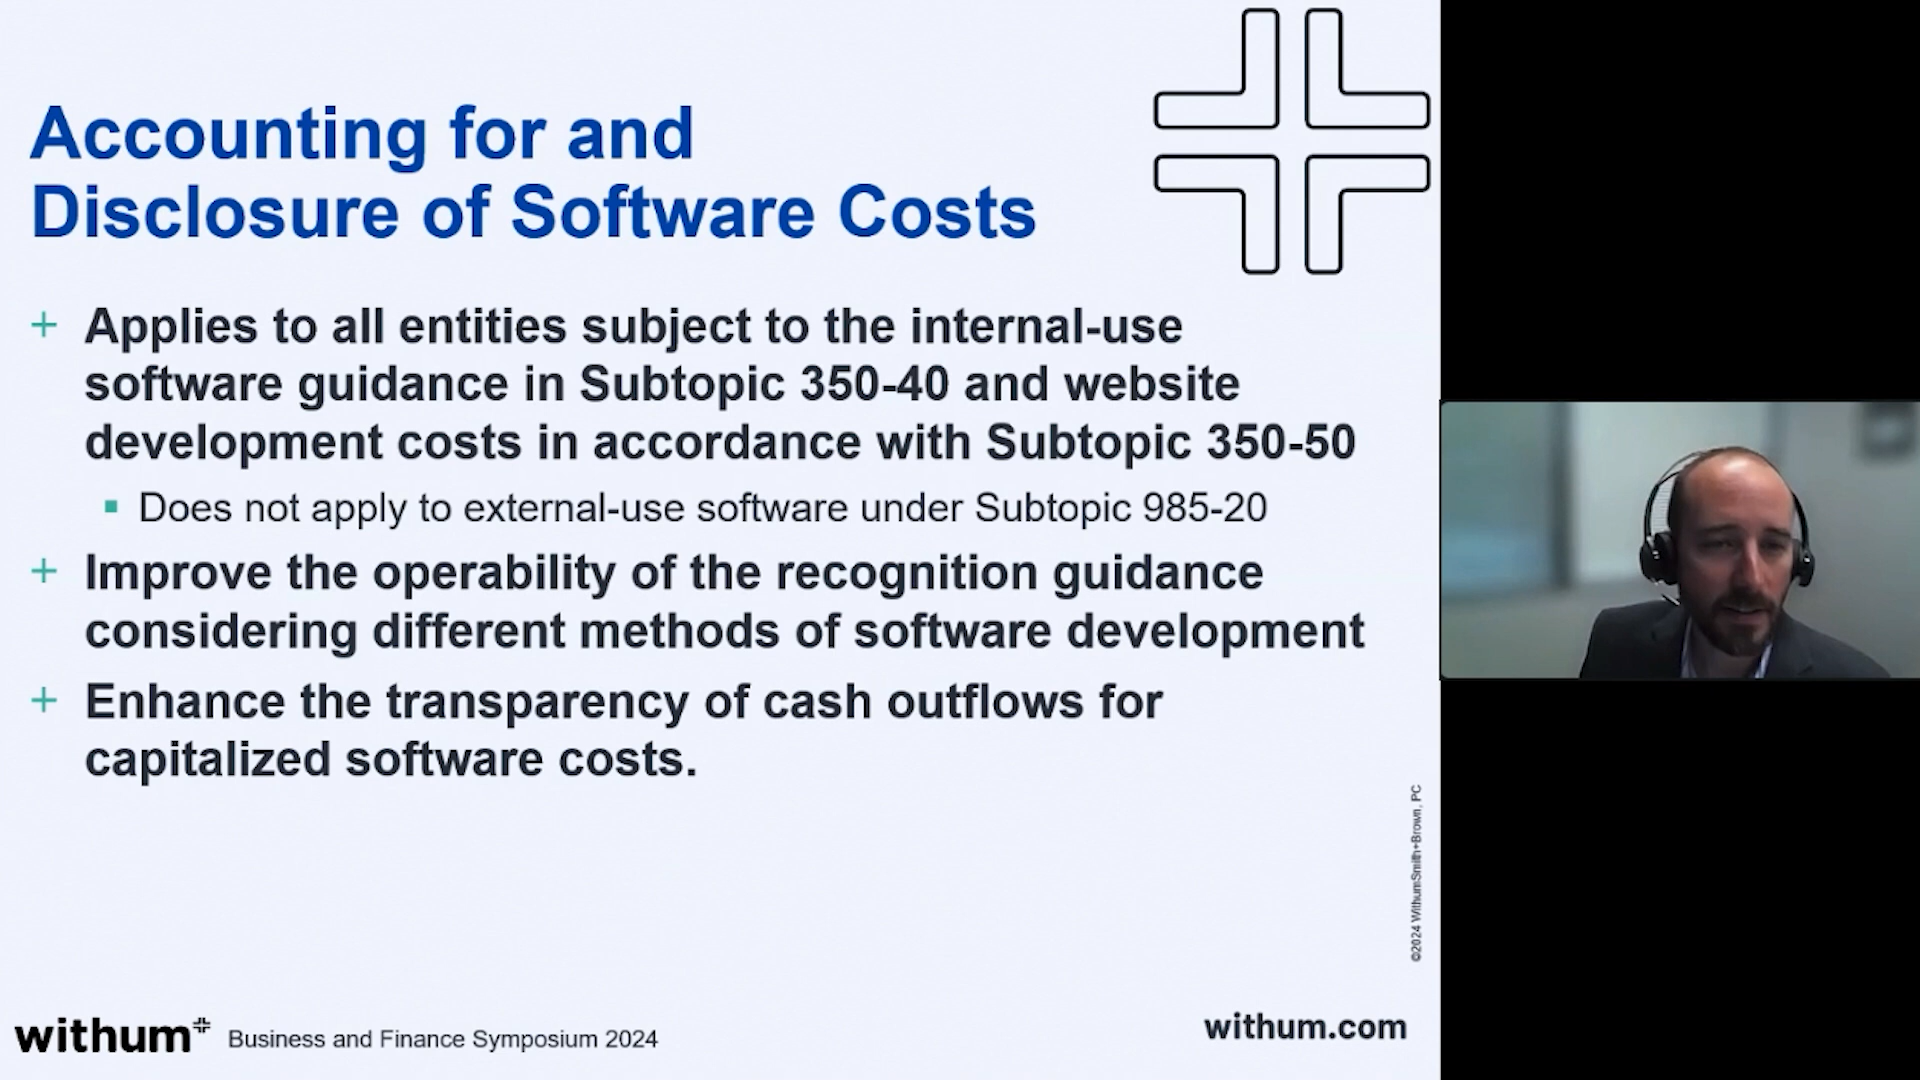 Accounting for and
Disclosure of Software Costs
+ Applies to all entities subject to the internal-use
software guidance in Subtopic 350-40 and website
development costs in accordance with Subtopic 350-50
▪ Does not apply to external-use software under Subtopic 985-20
+ Improve the operability of the recognition guidance
considering different methods of software development
+ Enhance the transparency of cash outflows for
capitalized software costs.
©2024 WithumSmith+Brown, PC
withum+ Business and Finance Symposium 2024
withum.com